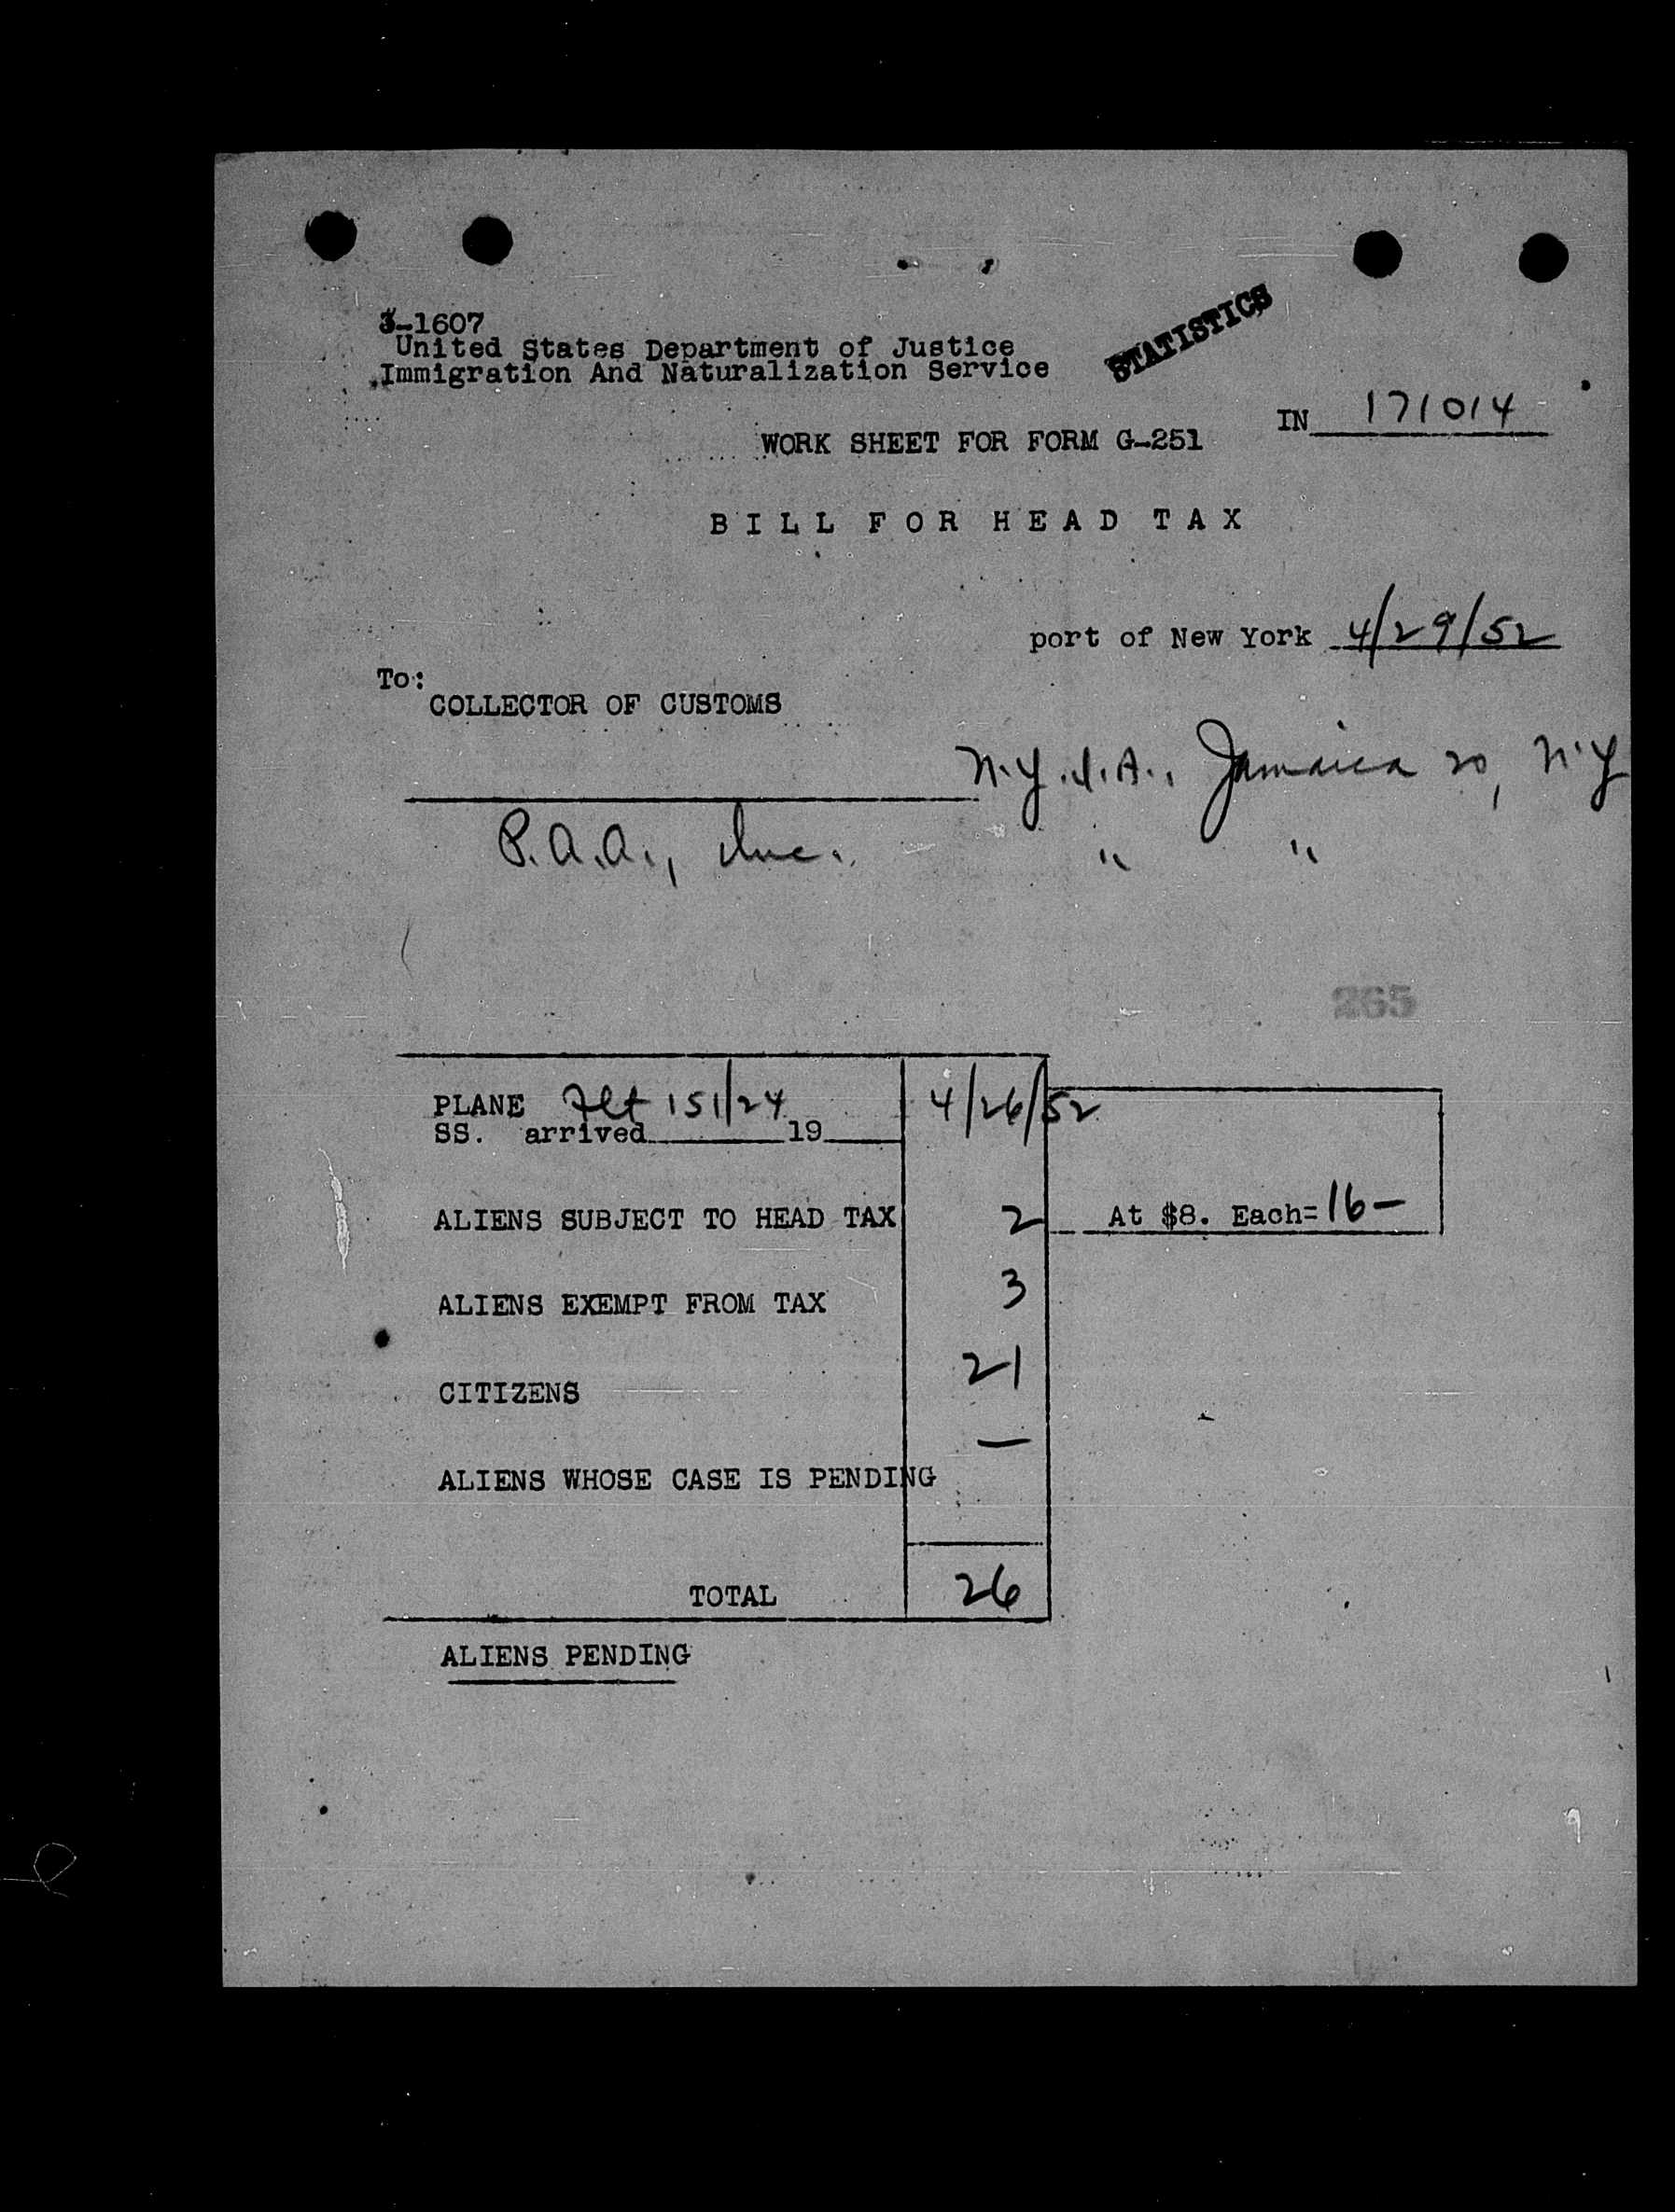 3-1607
United States Department of Justice
Immigration And Naturalization Service
STATISTICS
IN 171014
WORK SHEET FOR FORM G-251
BILL FOR HEAD TAX
port of New York 4/29/52
To:
COLLECTOR OF CUSTOMS
N.Y.I.A., Jamaica 20, N.Y
P.A.A., Inc. " "
265
PLANE Flt 151/24 4/26/52
SS. arrived 19
ALIENS SUBJECT TO HEAD TAX 2 At $8. Each= 16-
ALIENS EXEMPT FROM TAX 3
CITIZENS 21
ALIENS WHOSE CASE IS PENDING —
TOTAL 26
ALIENS PENDING